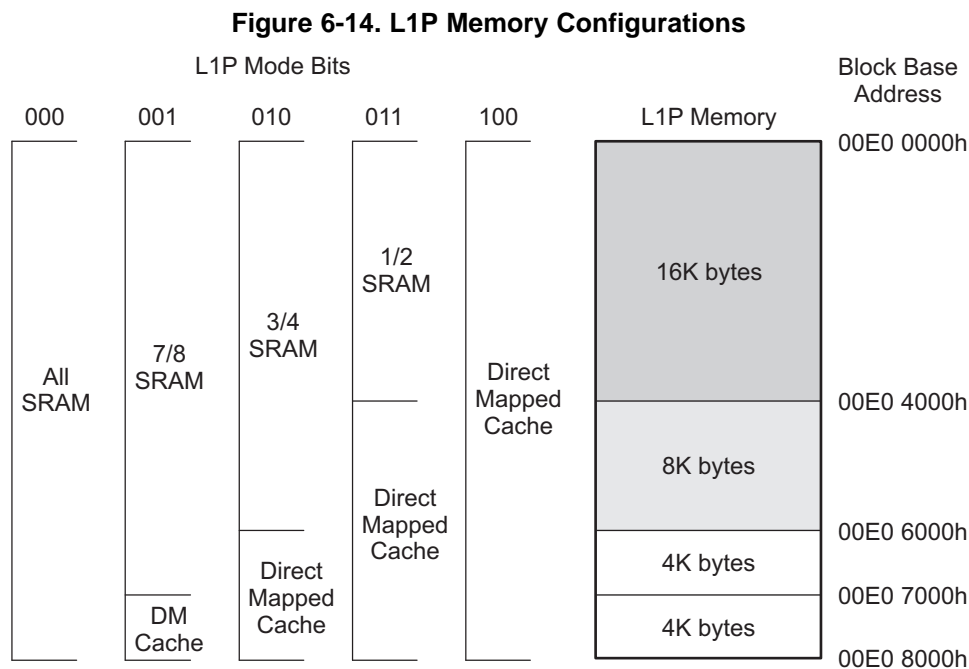 Figure 6-14. L1P Memory Configurations
L1P Mode Bits
Block Base
Address
000 001 010 011 100 L1P Memory
00E0 0000h
1/2
SRAM
16K bytes
3/4
SRAM
7/8
SRAM
All
SRAM
Direct
Mapped
Cache
00E0 4000h
8K bytes
Direct
Mapped
Cache
00E0 6000h
4K bytes
Direct
Mapped
Cache
00E0 7000h
DM
Cache
4K bytes
00E0 8000h